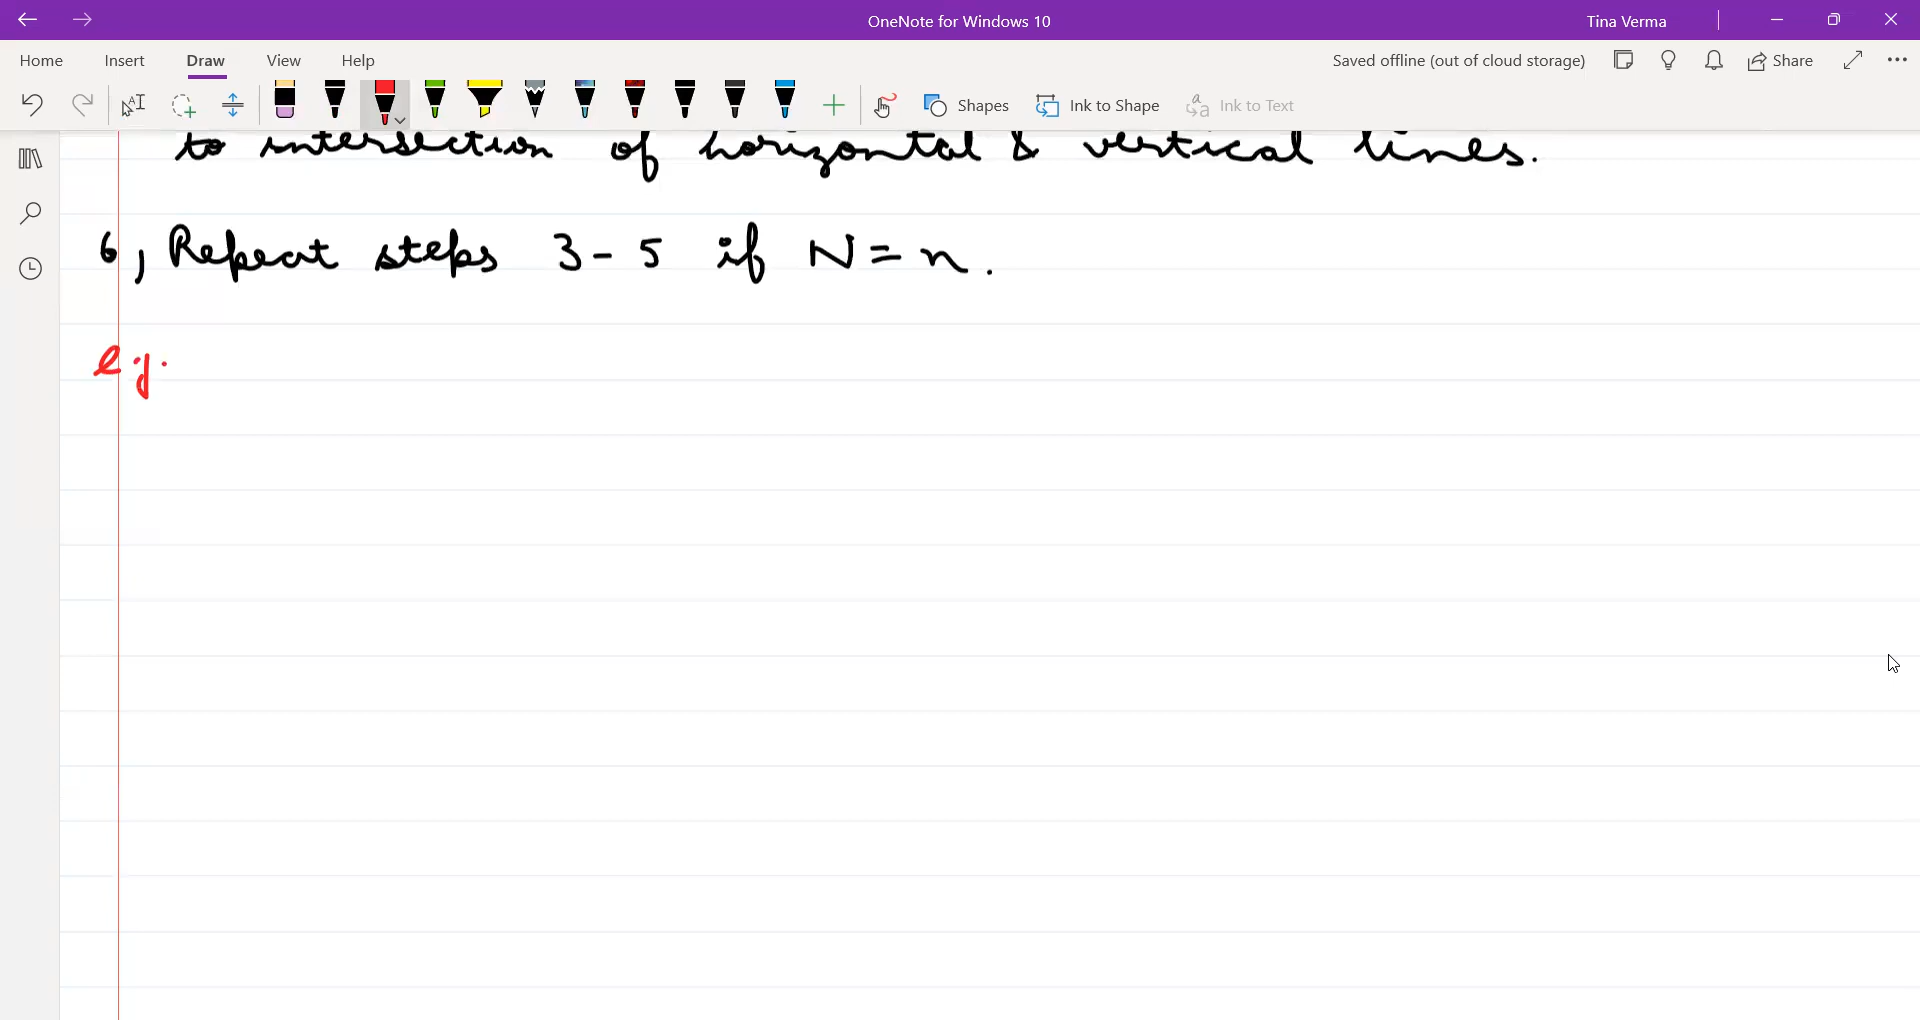 OneNote for Windows 10
Tina Verma
Home Insert Draw View Help
Saved offline (out of cloud storage)
Share
Shapes
Ink to Shape
Ink to Text
to intersection of horizontal & vertical lines.
6, Repeat steps 3-5 if N=n.
eg.